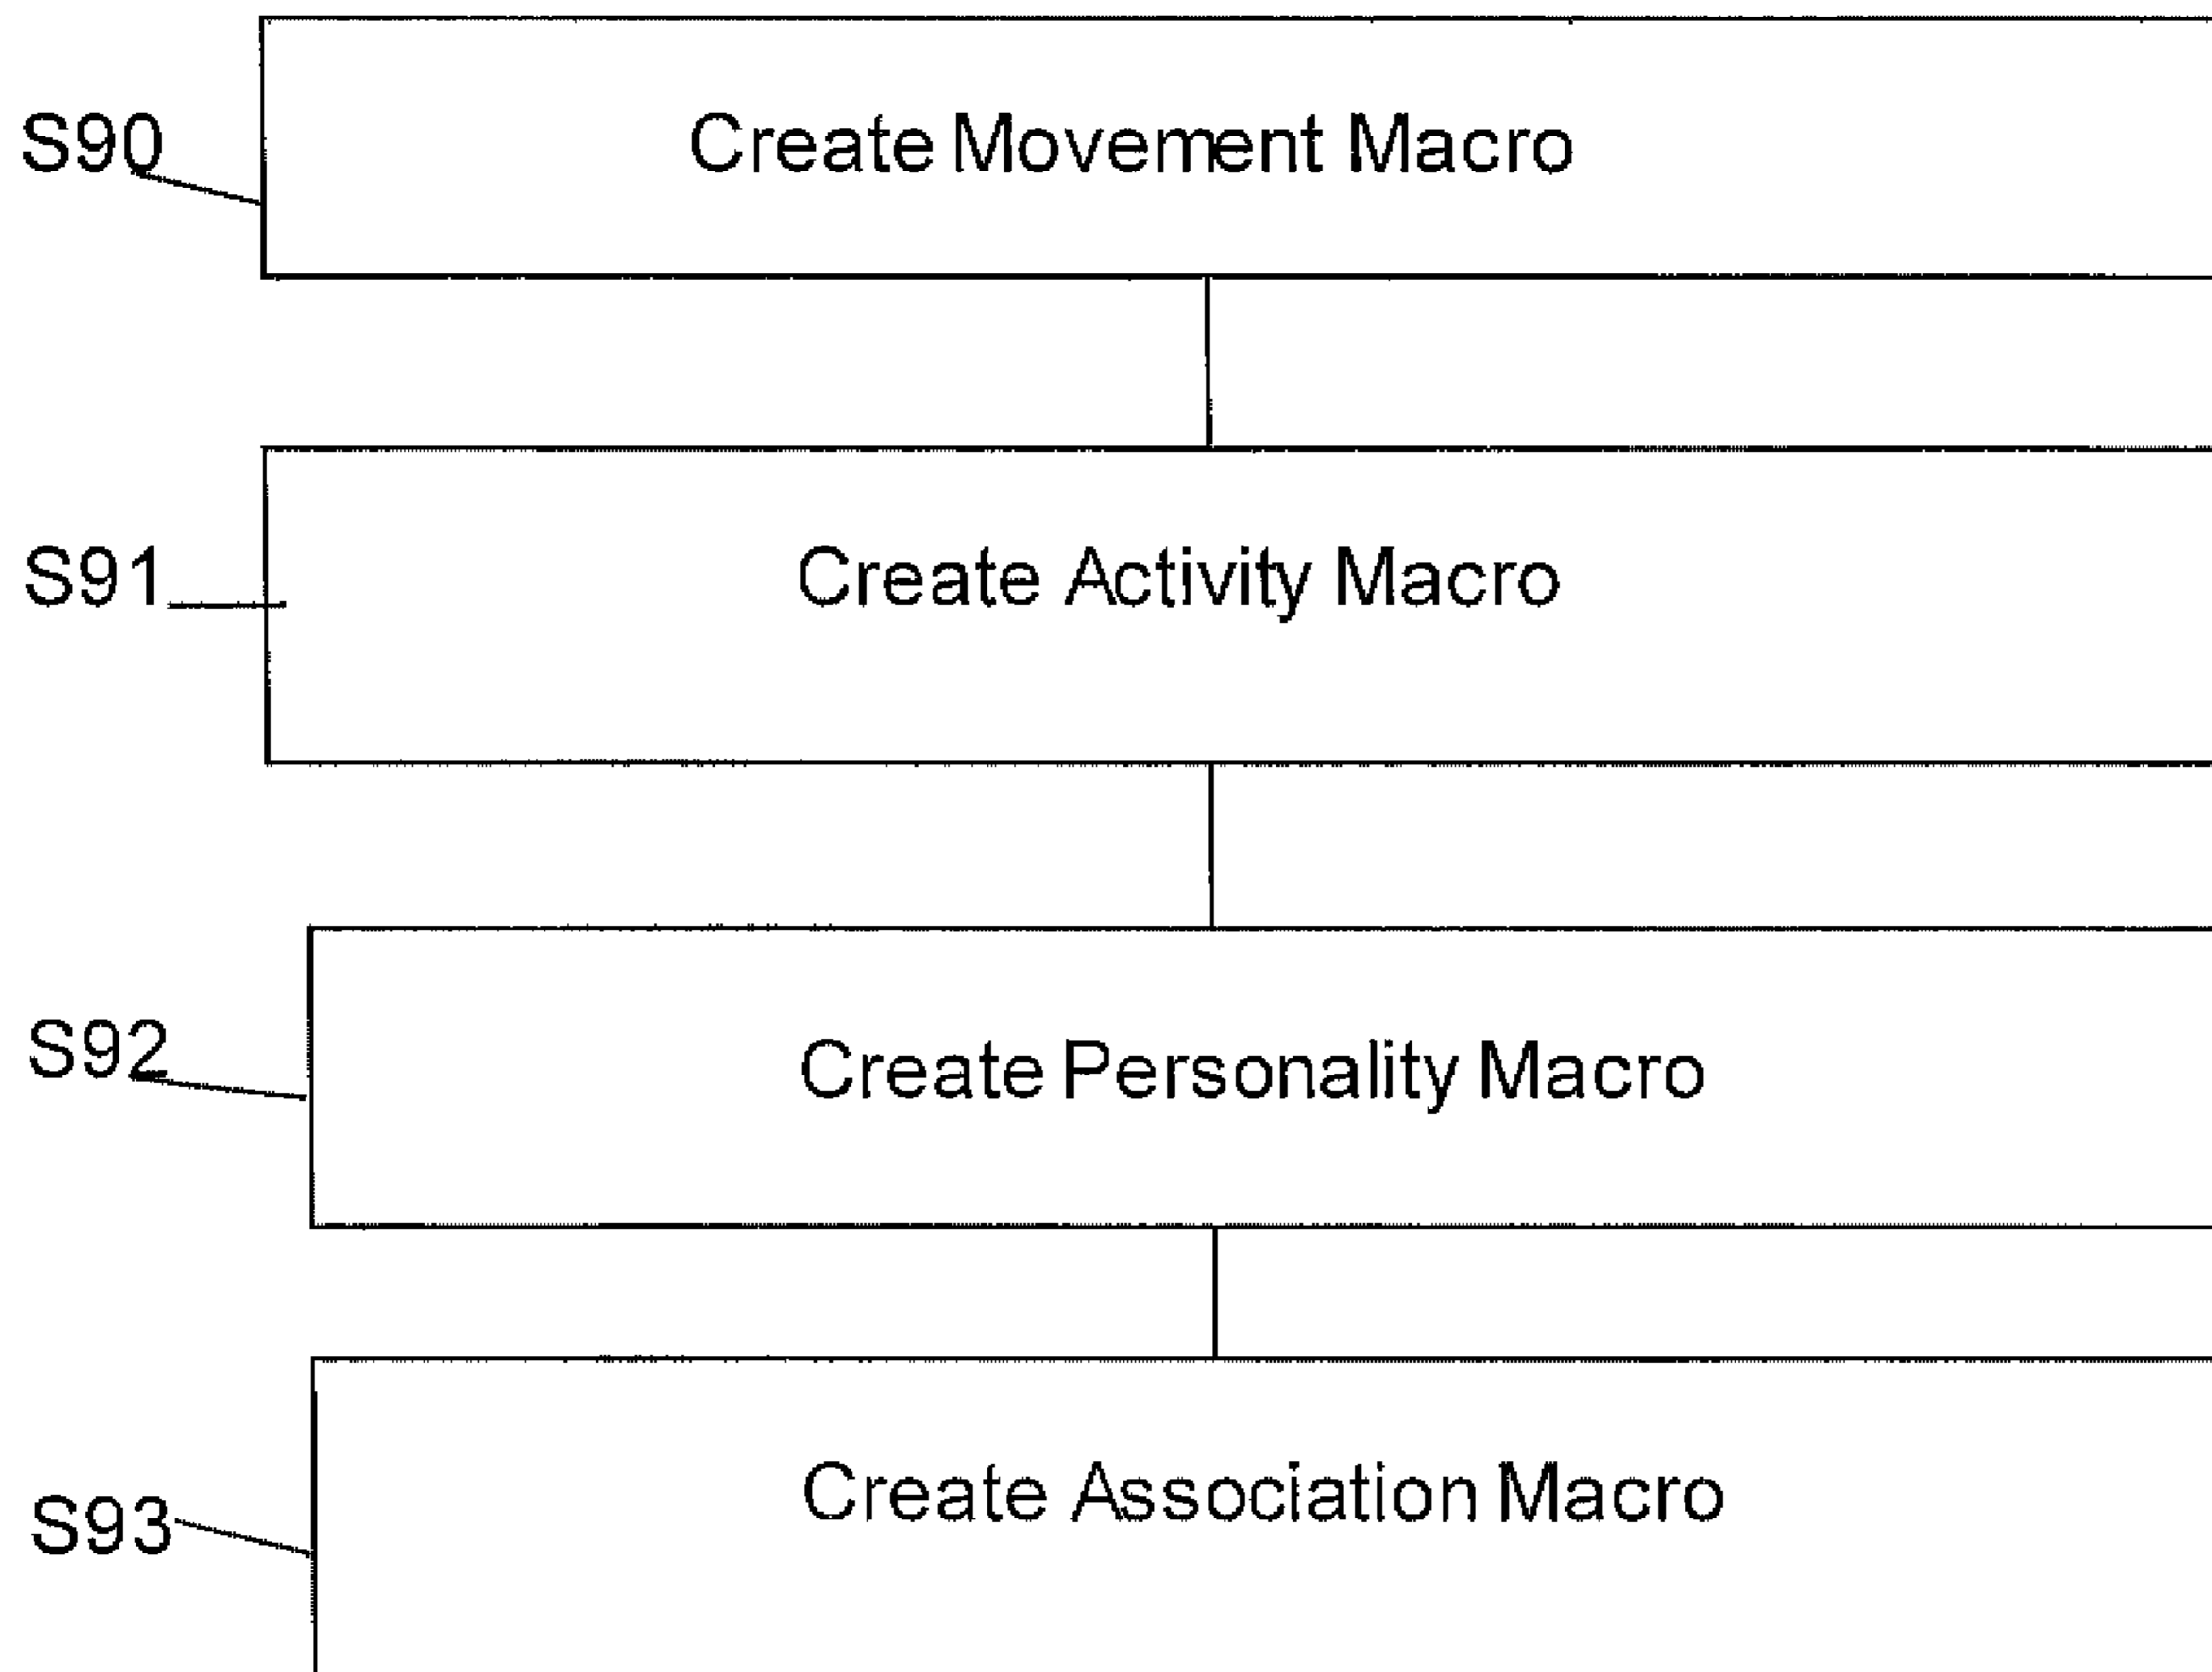 S90
Create Movement Macro
S91
Create Activity Macro
S92
Create Personality Macro
S93
Create Association Macro